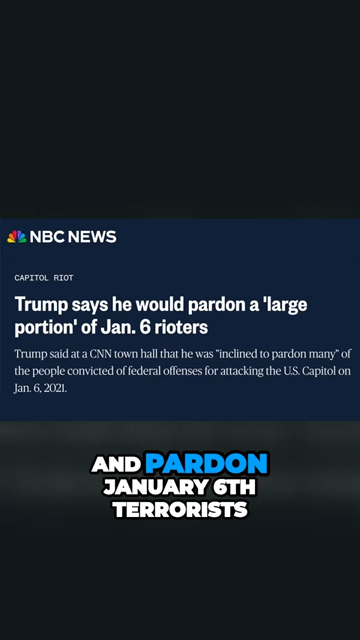 NBC NEWS
CAPITOL RIOT
Trump says he would pardon a 'large
portion' of Jan. 6 rioters
Trump said at a CNN town hall that he was "inclined to pardon many" of
the people convicted of federal offenses for attacking the U.S. Capitol on
Jan. 6, 2021.
AND PARDON
JANUARY 6TH
TERRORISTS